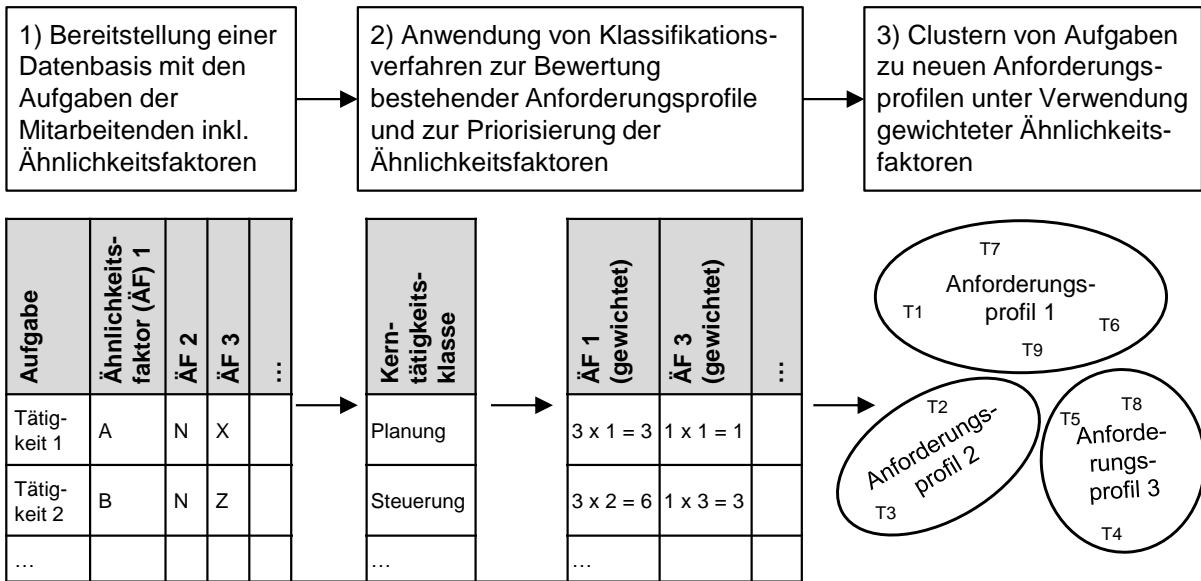 1) Bereitstellung einer
Datenbasis mit den
Aufgaben der
Mitarbeitenden inkl.
Ähnlichkeitsfaktoren
2) Anwendung von Klassifikations-
verfahren zur Bewertung
bestehender Anforderungsprofile
und zur Priorisierung der
Ähnlichkeitsfaktoren
3) Clustern von Aufgaben
zu neuen Anforderungs-
profilen unter Verwendung
gewichteter Ähnlichkeits-
faktoren
Aufgabe
Ähnlichkeits-
faktor (ÄF) 1
ÄF 2
ÄF 3
…
Tätig-
keit 1
A
N
X
Tätig-
keit 2
B
N
Z
…
Kern-
tätigkeits-
klasse
Planung
Steuerung
ÄF 1
(gewichtet)
ÄF 3
(gewichtet)
…
3 x 1 = 3
1 x 1 = 1
3 x 2 = 6
1 x 3 = 3
…
T7
Anforderungs-
profil 1
T1
T6
T9
T2
Anforderungs-
profil 2
T3
T8
T5
Anforde-
rungs-
profil 3
T4